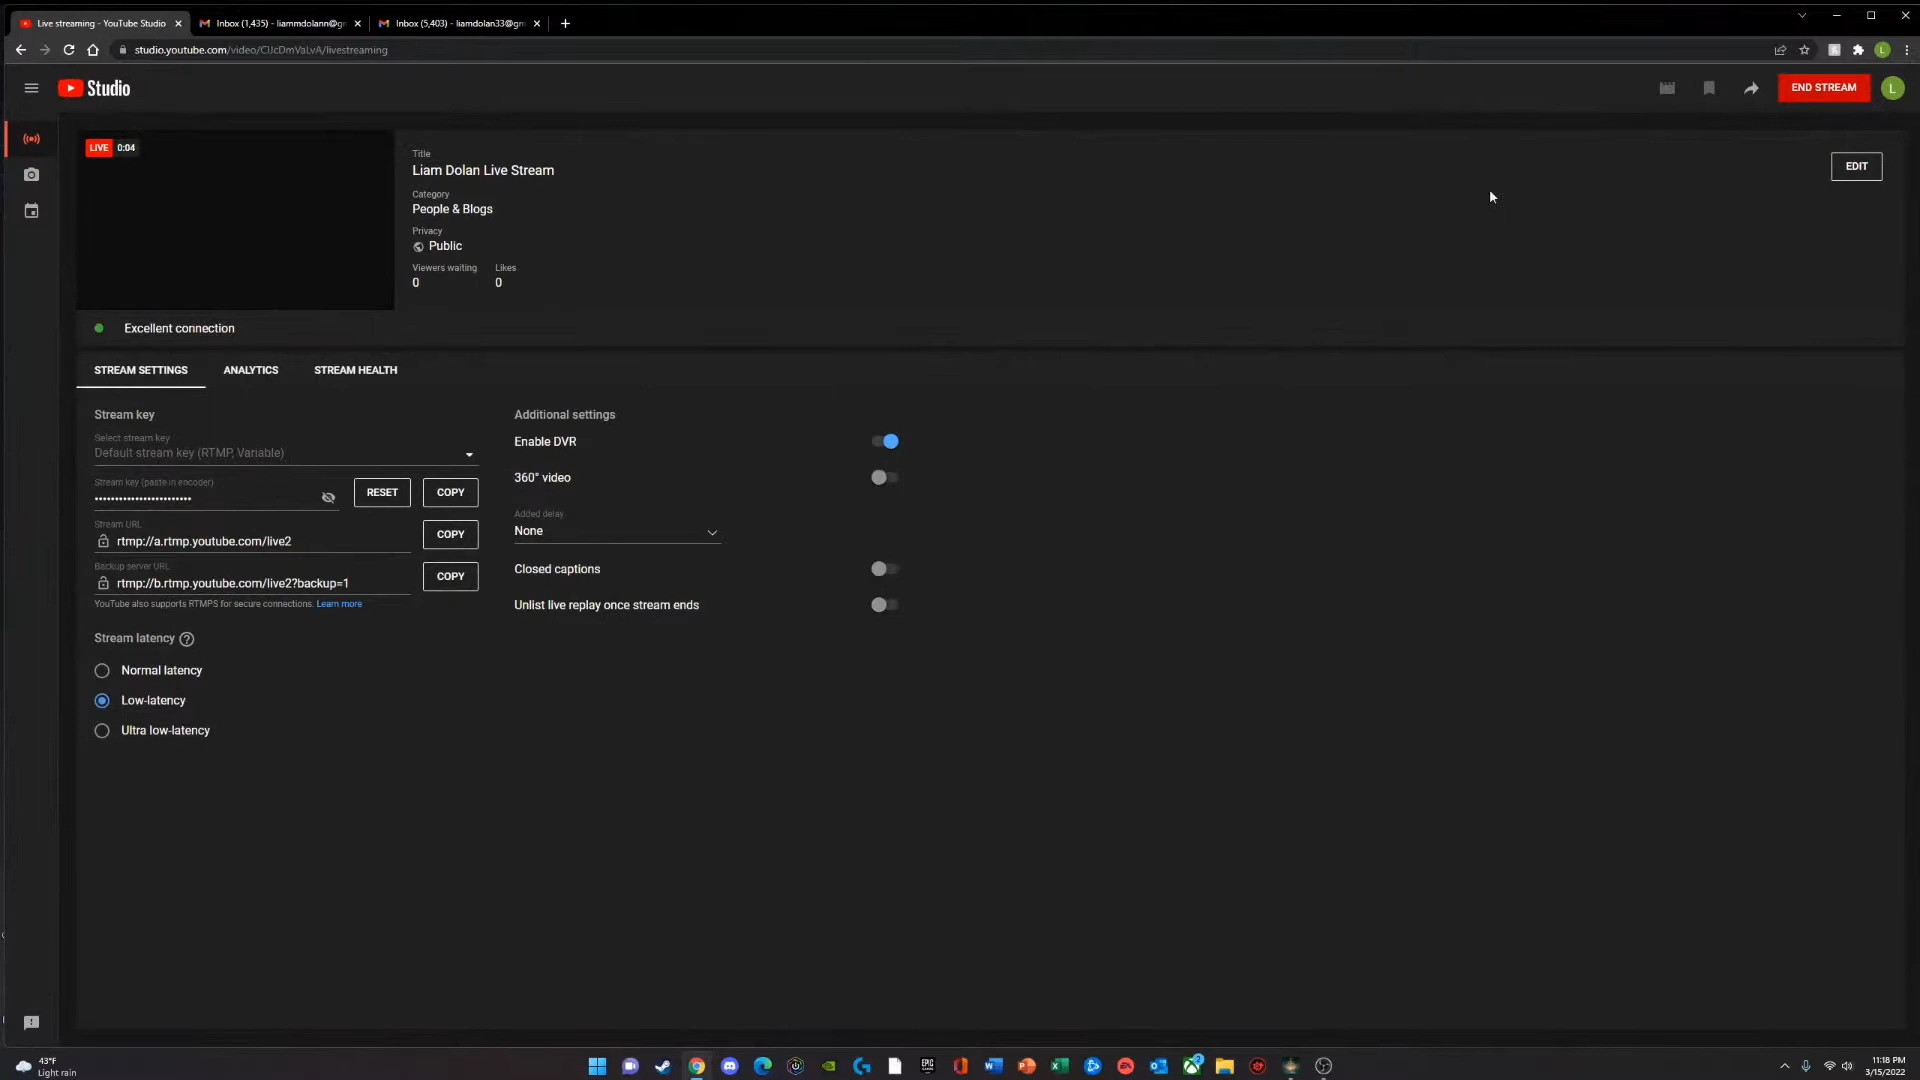 Live streaming - YouTube Studio
Inbox (1,435) - liammdolann@gm
Inbox (5,403) - liamdolan33@gm
studio.youtube.com/video/ClJcDmVaLvA/livestreaming
L
Studio
END STREAM
L
LIVE 0:04
Title
Liam Dolan Live Stream
EDIT
Category
People & Blogs
Privacy
Public
Viewers waiting Likes
0 0
Excellent connection
STREAM SETTINGS ANALYTICS STREAM HEALTH
Stream key
Select stream key
Default stream key (RTMP, Variable)
Stream key (paste in encoder)
••••••••••••••••••••••••
RESET COPY
Stream URL
rtmp://a.rtmp.youtube.com/live2
COPY
Backup server URL
rtmp://b.rtmp.youtube.com/live2?backup=1
COPY
YouTube also supports RTMPS for secure connections. Learn more
Stream latency
Normal latency
Low-latency
Ultra low-latency
Additional settings
Enable DVR
360° video
Added delay
None
Closed captions
Unlist live replay once stream ends
43°F
Light rain
EPIC
2
11:18 PM
3/15/2022